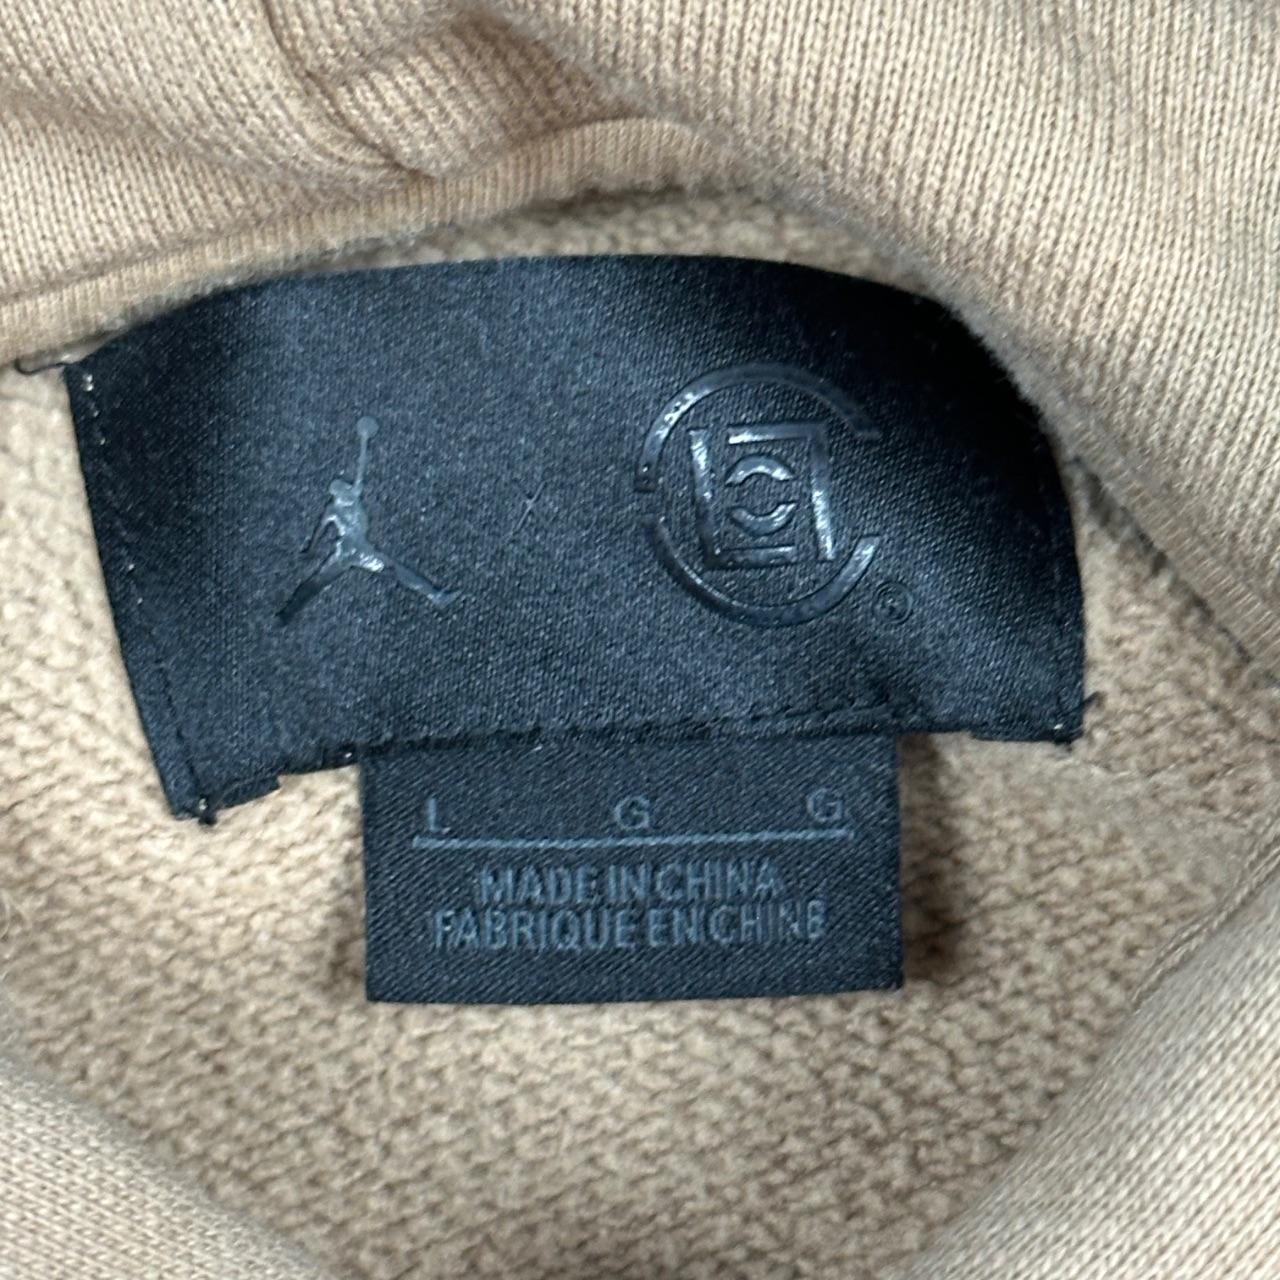 X
®
L G G
MADE IN CHINA
FABRIQUE EN CHINE